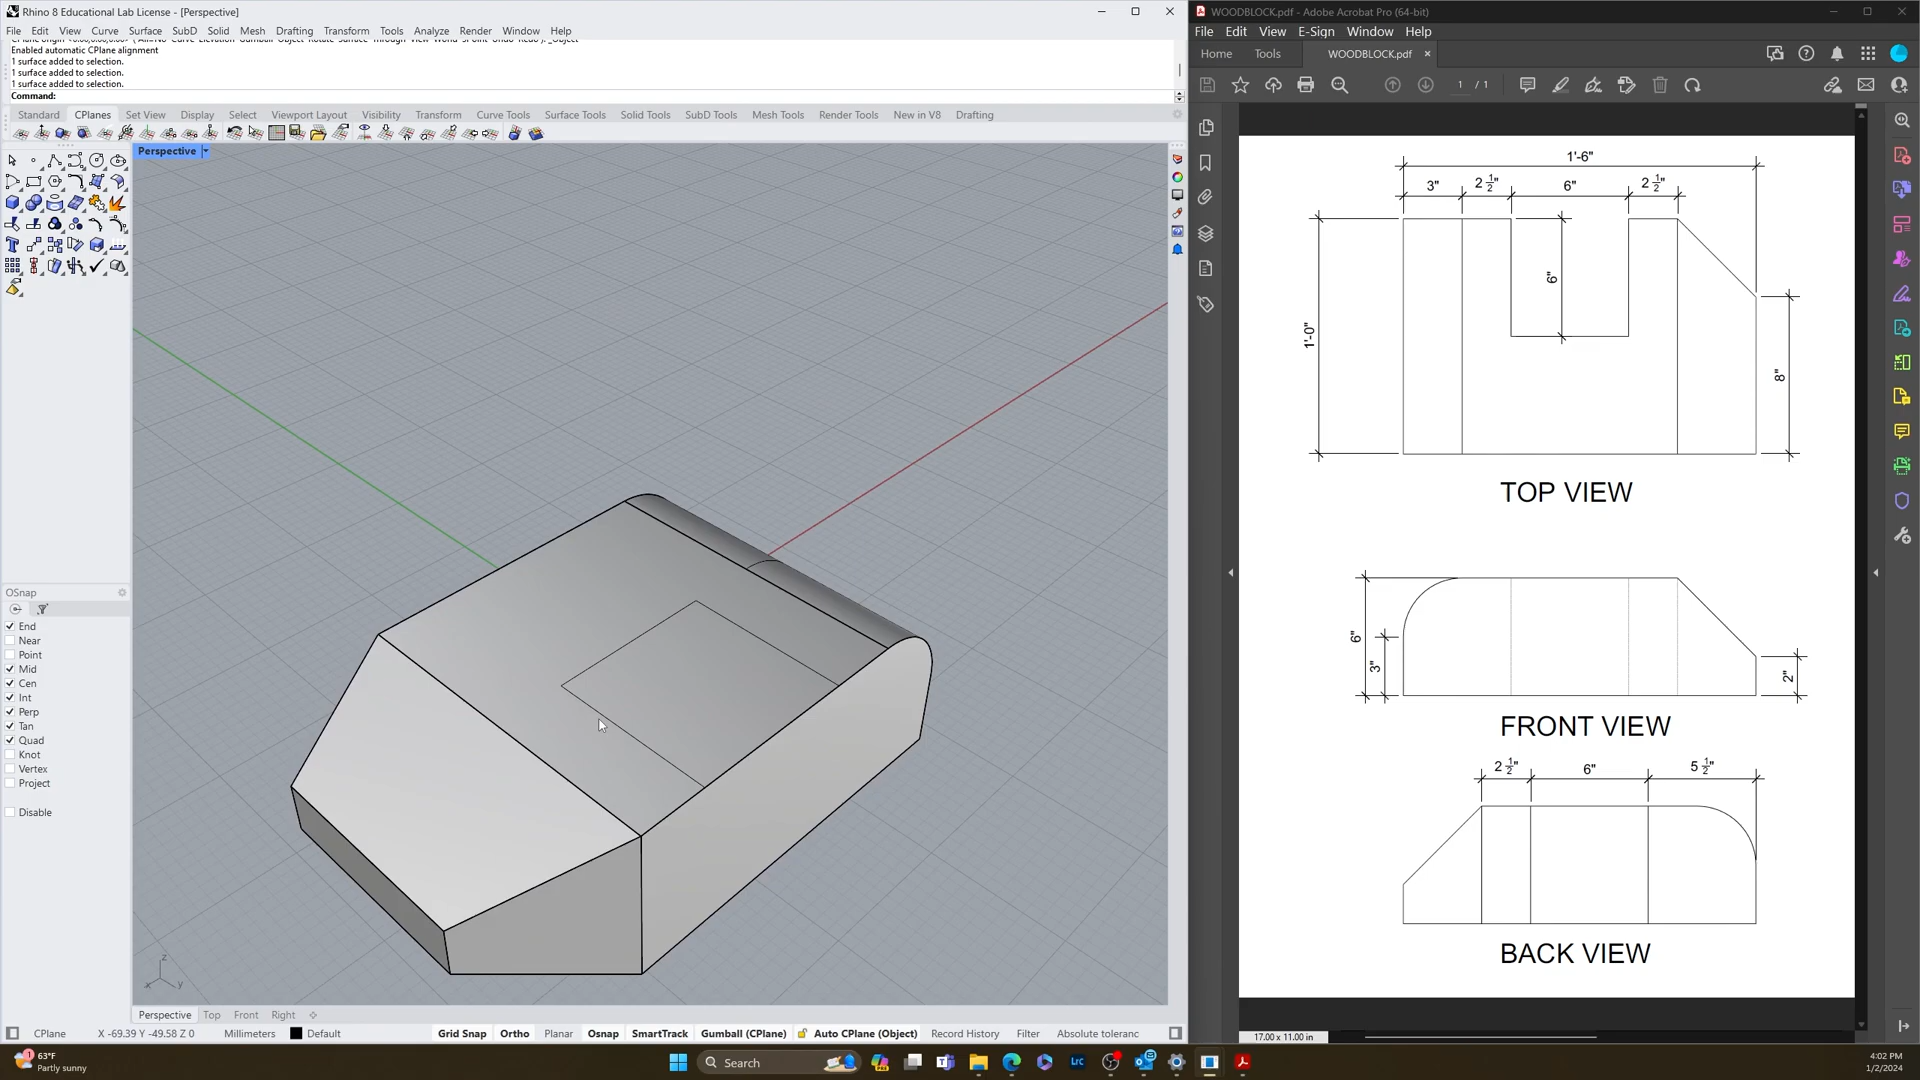 Rhino 8 Educational Lab License - [Perspective]
File Edit View Curve Surface SubD Solid Mesh Drafting Transform Tools Analyze Render Window Help
Enabled automatic CPlane alignment
1 surface added to selection.
1 surface added to selection.
1 surface added to selection.
Command:
Standard CPlanes Set View Display Select Viewport Layout Visibility Transform Curve Tools Surface Tools Solid Tools SubD Tools Mesh Tools Render Tools New in V8 Drafting
Perspective
OSnap
End
Near
Point
Mid
Cen
Int
Perp
Tan
Quad
Knot
Vertex
Project
Disable
z
x y
Perspective Top Front Right
CPlane X -69.39 Y -49.58 Z 0 Millimeters Default Grid Snap Ortho Planar Osnap SmartTrack Gumball (CPlane) Auto CPlane (Object) Record History Filter Absolute toleranc
WOODBLOCK.pdf - Adobe Acrobat Pro (64-bit)
File Edit View E-Sign Window Help
Home Tools WOODBLOCK.pdf ×
1 / 1
1'-6"
3" 2 1/2" 6" 2 1/2"
6"
1'-0"
8"
TOP VIEW
6"
3"
2"
FRONT VIEW
2 1/2" 6" 5 1/2"
BACK VIEW
17.00 x 11.00 in
1
63°F
Partly sunny
Search
Lrc
4:02 PM
1/2/2024